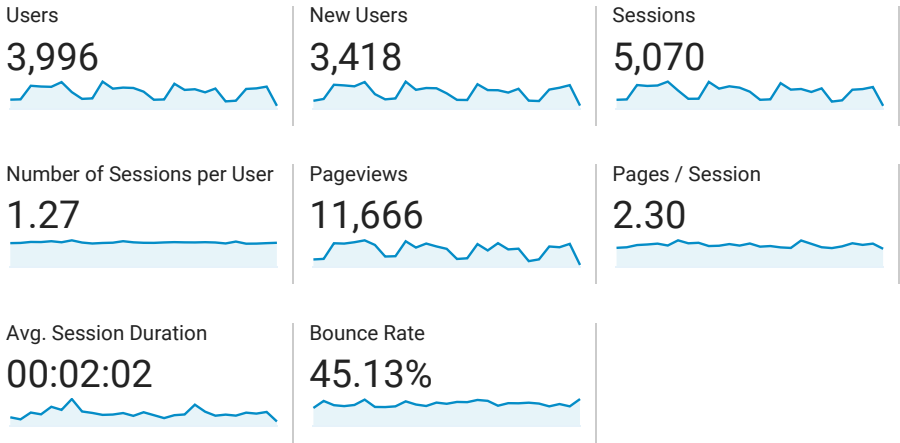 Users
3,996
New Users
3,418
Sessions
5,070
Number of Sessions per User
1.27
Pageviews
11,666
Pages / Session
2.30
Avg. Session Duration
00:02:02
Bounce Rate
45.13%